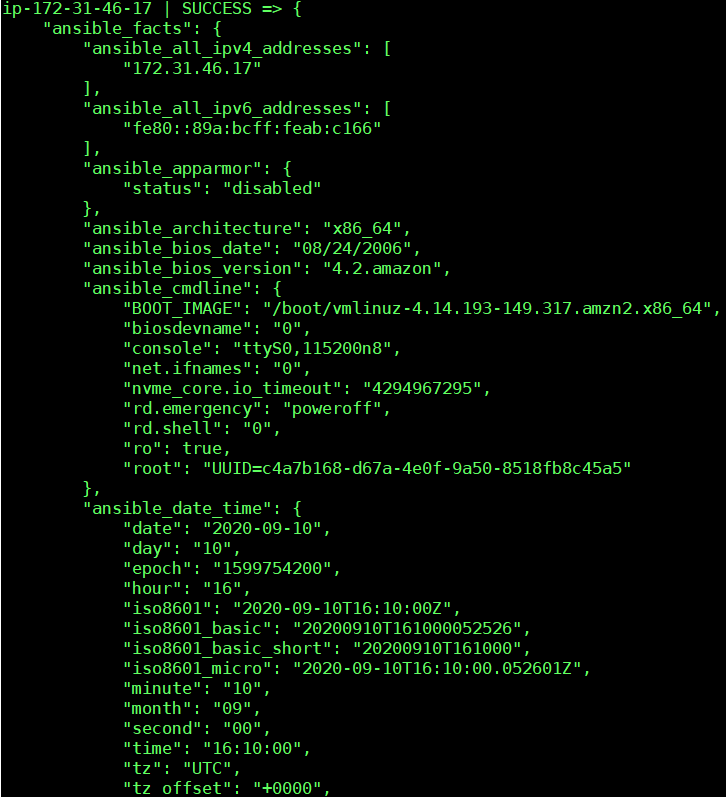 ip-172-31-46-17 | SUCCESS => {
    "ansible_facts": {
        "ansible_all_ipv4_addresses": [
            "172.31.46.17"
        ],
        "ansible_all_ipv6_addresses": [
            "fe80::89a:bcff:feab:c166"
        ],
        "ansible_apparmor": {
            "status": "disabled"
        },
        "ansible_architecture": "x86_64",
        "ansible_bios_date": "08/24/2006",
        "ansible_bios_version": "4.2.amazon",
        "ansible_cmdline": {
            "BOOT_IMAGE": "/boot/vmlinuz-4.14.193-149.317.amzn2.x86_64",
            "biosdevname": "0",
            "console": "ttyS0,115200n8",
            "net.ifnames": "0",
            "nvme_core.io_timeout": "4294967295",
            "rd.emergency": "poweroff",
            "rd.shell": "0",
            "ro": true,
            "root": "UUID=c4a7b168-d67a-4e0f-9a50-8518fb8c45a5"
        },
        "ansible_date_time": {
            "date": "2020-09-10",
            "day": "10",
            "epoch": "1599754200",
            "hour": "16",
            "iso8601": "2020-09-10T16:10:00Z",
            "iso8601_basic": "20200910T161000052526",
            "iso8601_basic_short": "20200910T161000",
            "iso8601_micro": "2020-09-10T16:10:00.052601Z",
            "minute": "10",
            "month": "09",
            "second": "00",
            "time": "16:10:00",
            "tz": "UTC",
            "tz_offset": "+0000",